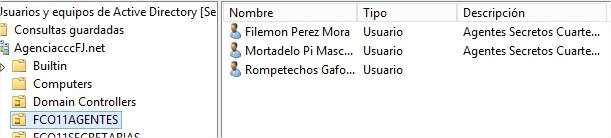 Usuarios y equipos de Active Directory [Se
Consultas guardadas
AgenciacccFJ.net
Builtin
Computers
Domain Controllers
FCO11AGENTES
FCO11SECRETARIAS
Nombre Tipo Descripción
Filemon Perez Mora Usuario Agentes Secretos Cuarte...
Mortadelo Pi Masc... Usuario Agentes Secretos Cuarte...
Rompetechos Gafo... Usuario